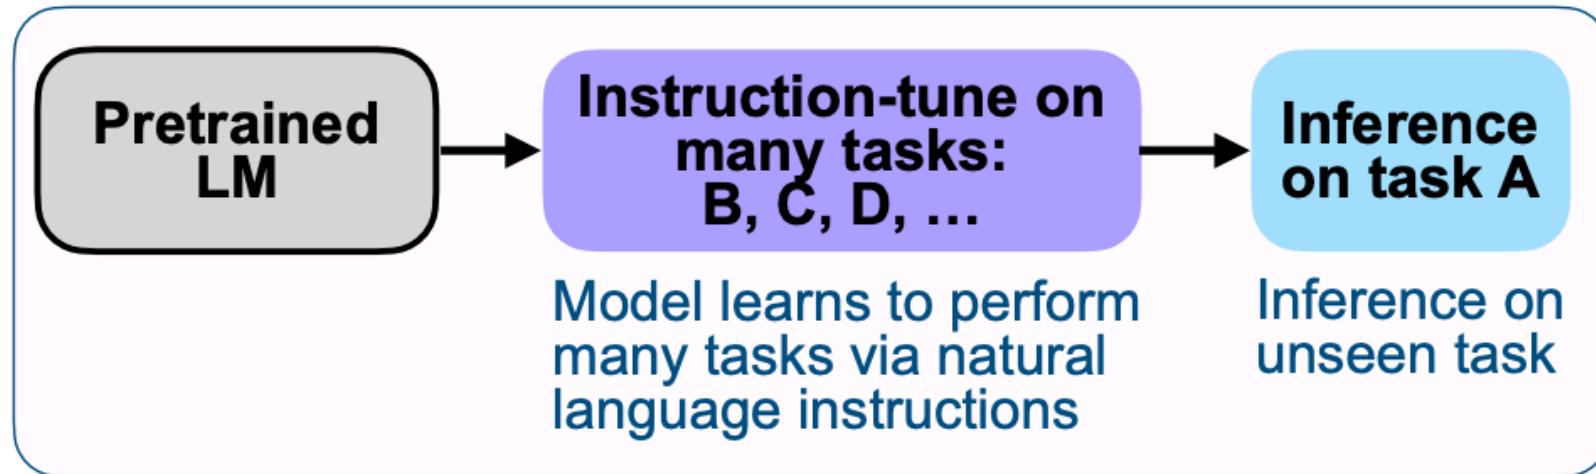 Pretrained
LM
Instruction-tune on
many tasks:
B, C, D, ...
Model learns to perform
many tasks via natural
language instructions
Inference
on task A
Inference on
unseen task